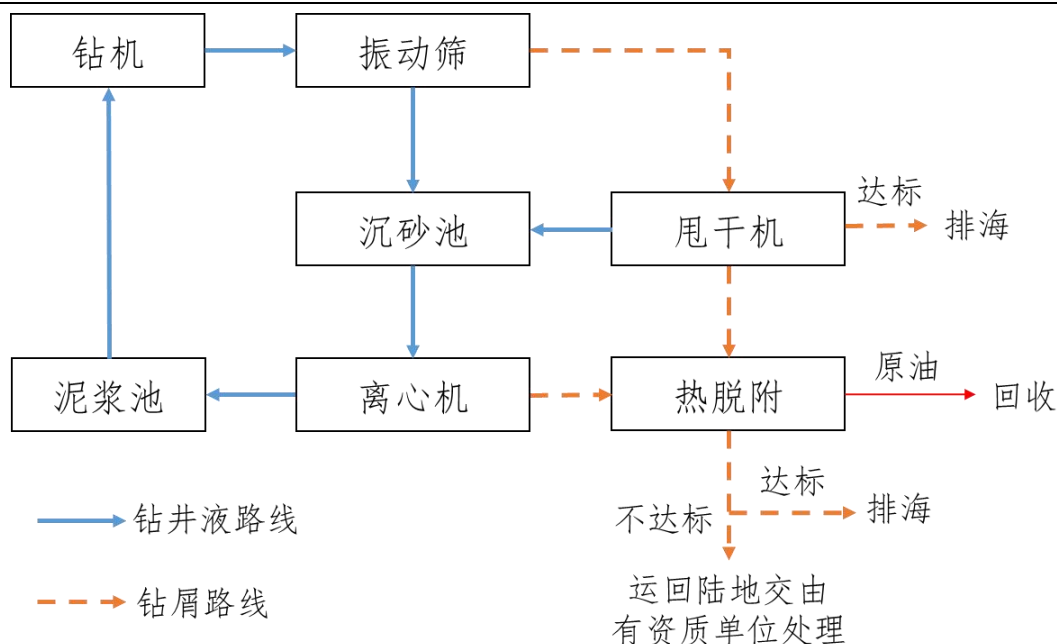 钻机
振动筛
达标
沉砂池
甩干机
排海
原油
泥浆池
离心机
热脱附
回收
达标
钻井液路线
不达标
排海
钻屑路线
运回陆地交由
有资质单位处理